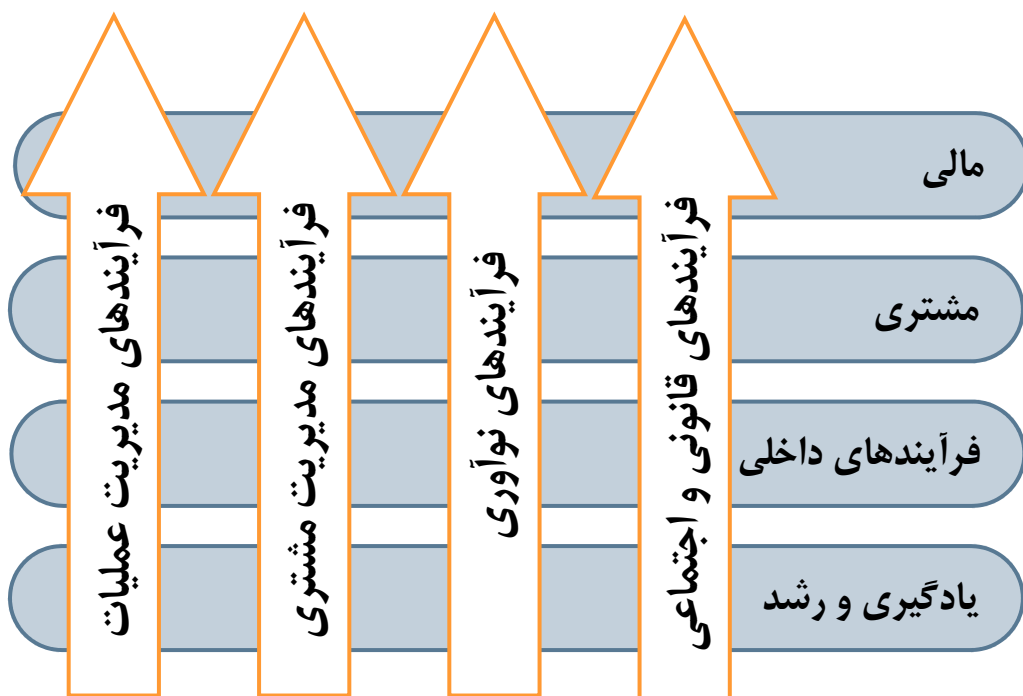 مالی
مشتری
فرآیندهای داخلی
یادگیری و رشد
فرآیندهای قانونی و اجتماعی
فرآیندهای نوآوری
فرآیندهای مدیریت مشتری
فرآیندهای مدیریت عملیات